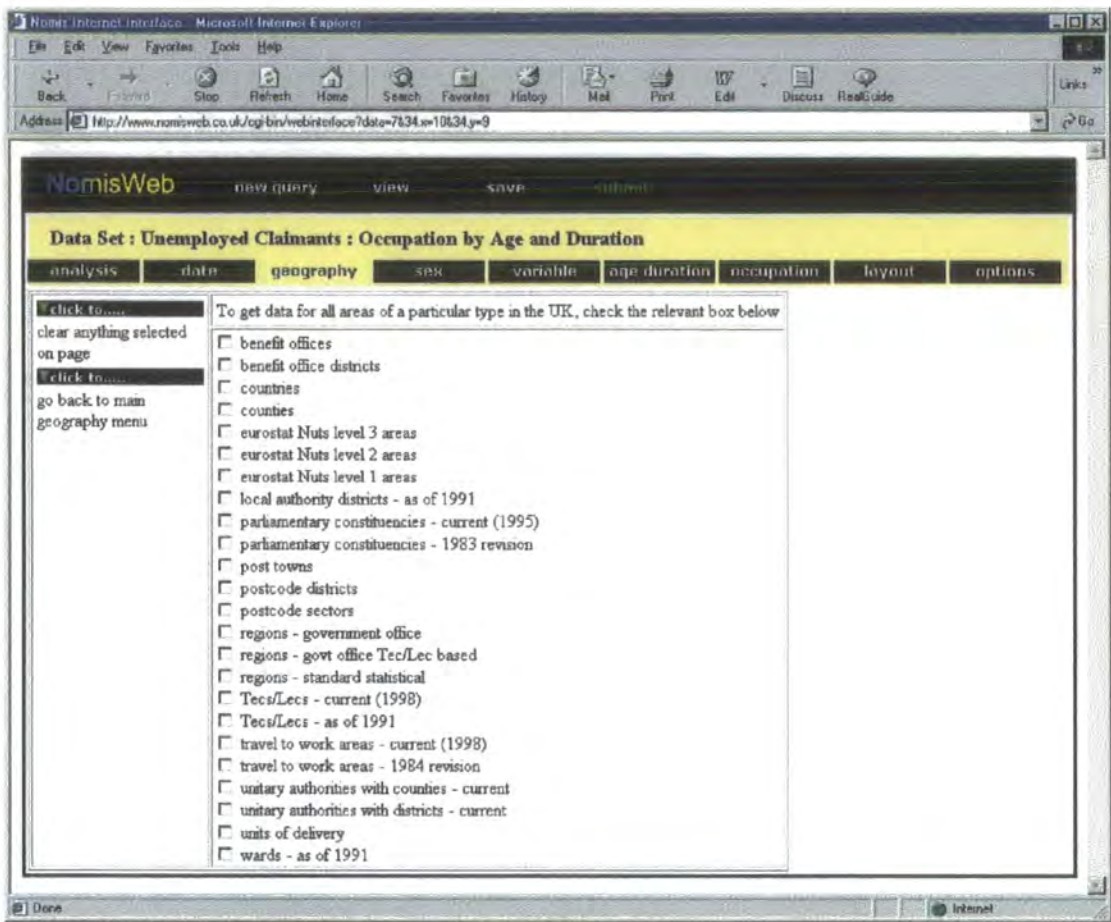 Nomis Internet Interface - Microsoft Internet Explorer
File Edit View Favorites Tools Help
Back Forward Stop Refresh Home Search Favorites History Mail Print Edit Discuss RealGuide Links
Address http://www.nomisweb.co.uk/cgi-bin/webinterface?data=7&34.x=10&34.y=9 Go
NomisWeb new query view save submit
Data Set : Unemployed Claimants : Occupation by Age and Duration
analysis date geography sex variable age duration occupation layout options
click to.....
clear anything selected
on page
click to.....
go back to main
geography menu
To get data for all areas of a particular type in the UK, check the relevant box below
benefit offices
benefit office districts
countries
counties
eurostat Nuts level 3 areas
eurostat Nuts level 2 areas
eurostat Nuts level 1 areas
local authority districts - as of 1991
parliamentary constituencies - current (1995)
parliamentary constituencies - 1983 revision
post towns
postcode districts
postcode sectors
regions - government office
regions - govt office Tec/Lec based
regions - standard statistical
Tecs/Lecs - current (1998)
Tecs/Lecs - as of 1991
travel to work areas - current (1998)
travel to work areas - 1984 revision
unitary authorities with counties - current
unitary authorities with districts - current
units of delivery
wards - as of 1991
Done Internet